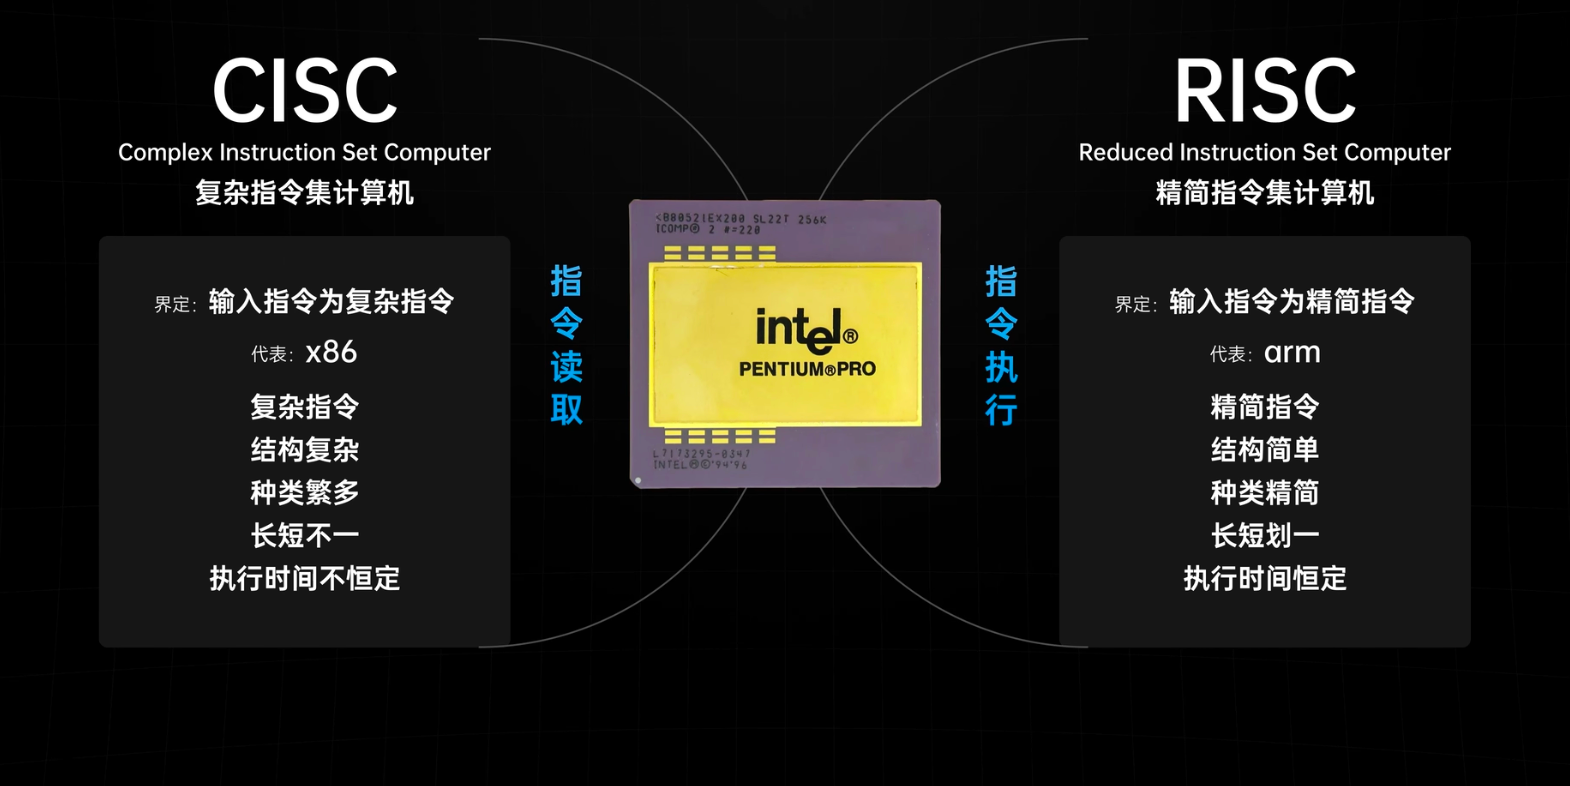 CISC
Complex Instruction Set Computer
复杂指令集计算机
界定：输入指令为复杂指令
代表：x86
复杂指令
结构复杂
种类繁多
长短不一
执行时间不恒定
指令读取
<B80521EX200 SL22T 256K
ICOMP® 2 #=220
intel®
PENTIUM®PRO
L7173295-0347
INTEL Ⓜ©'94'96
指令执行
RISC
Reduced Instruction Set Computer
精简指令集计算机
界定：输入指令为精简指令
代表：arm
精简指令
结构简单
种类精简
长短划一
执行时间恒定